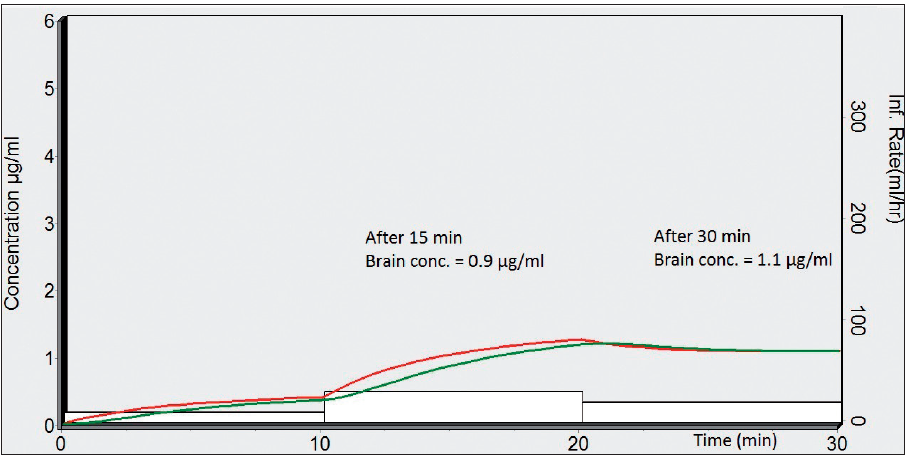 Concentration µg/ml
6
5
4
3
2
1
0
After 15 min
Brain conc. = 0.9 µg/ml
After 30 min
Brain conc. = 1.1 µg/ml
300
200
100
0
Inf. Rate(ml/hr)
0
10
20
30
Time (min)